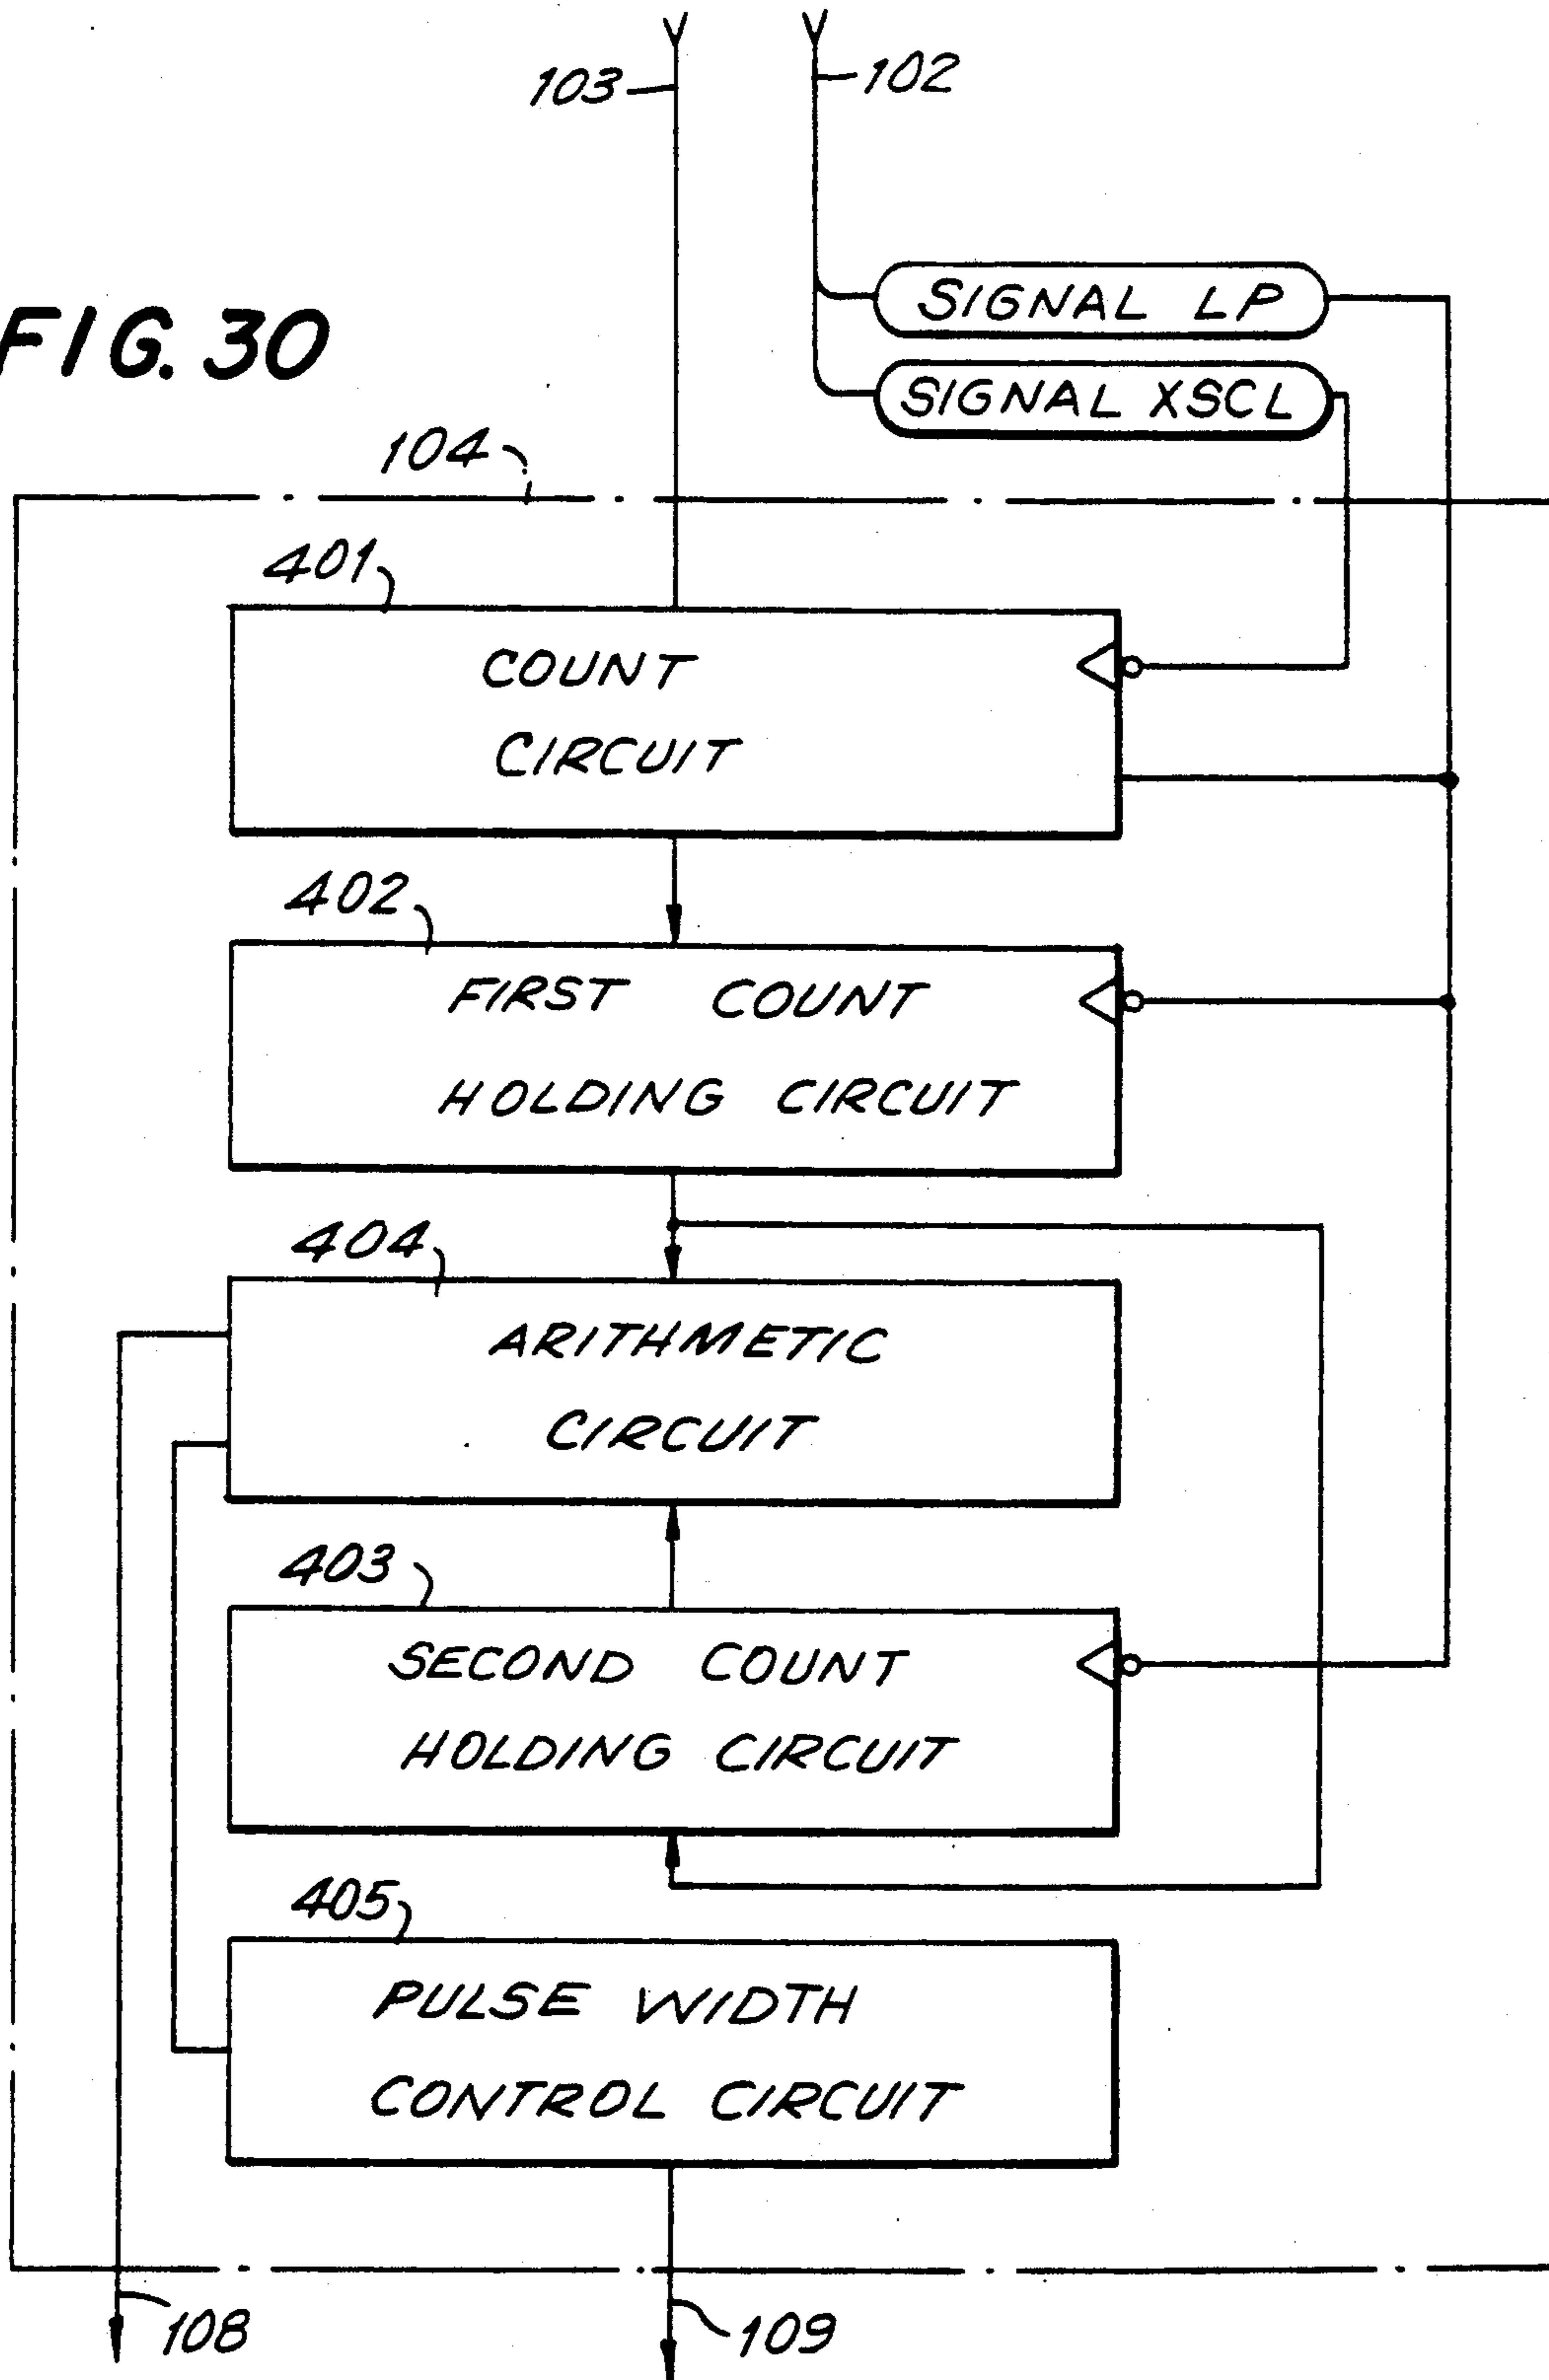 103
102
SIGNAL LP
FIG. 30
SIGNAL XSCL
104
401
COUNT
CIRCUIT
402
FIRST COUNT
HOLDING CIRCUIT
404
ARITHMETIC
CIRCUIT
403
SECOND COUNT
HOLDING CIRCUIT
405
PULSE WIDTH
CONTROL CIRCUIT
108
109